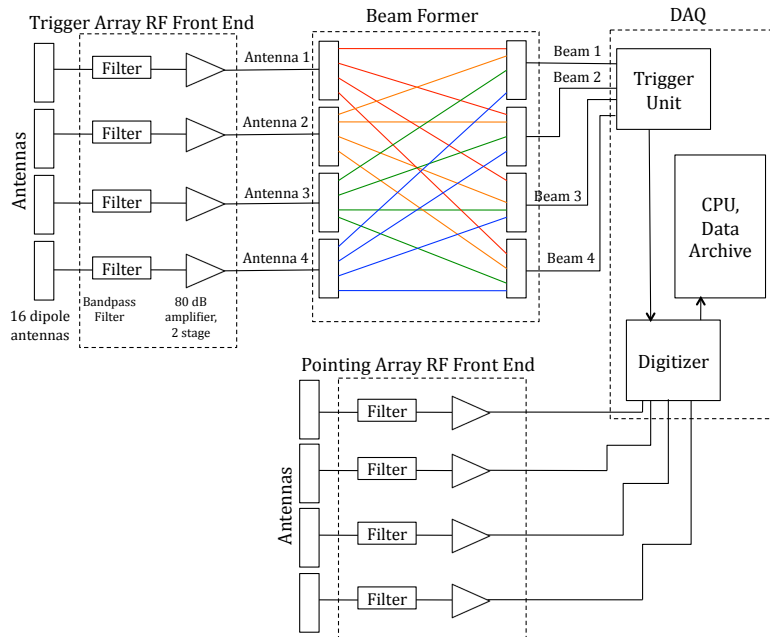 Trigger Array RF Front End
Beam Former
DAQ
Antennas
Filter
Filter
Filter
Filter
Antenna 1
Antenna 2
Antenna 3
Antenna 4
Beam 1
Beam 2
Beam 3
Beam 4
Trigger
Unit
CPU,
Data
Archive
Digitizer
16 dipole
antennas
Bandpass
Filter
80 dB
amplifier,
2 stage
Pointing Array RF Front End
Antennas
Filter
Filter
Filter
Filter